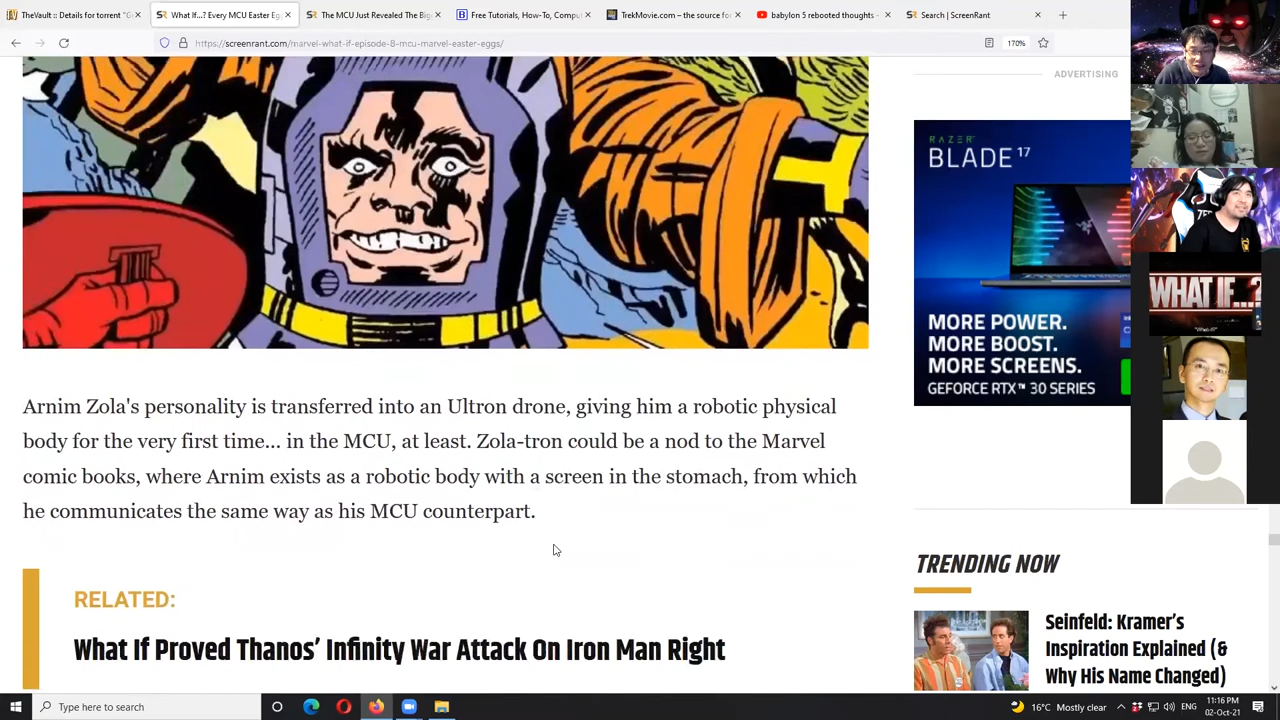 TheVault :: Details for torrent "G
What If...? Every MCU Easter Eg
The MCU Just Revealed The Big
Free Tutorials, How-To, Compu
TrekMovie.com – the source fo
babylon 5 rebooted thoughts -
Search | ScreenRant
https://screenrant.com/marvel-what-if-episode-8-mcu-marvel-easter-eggs/
170%
ADVERTISING
RAZER
BLADE 17
MORE POWER.
MORE BOOST.
MORE SCREENS.
GEFORCE RTX™ 30 SERIES
WHAT IF...?
Arnim Zola's personality is transferred into an Ultron drone, giving him a robotic physical
body for the very first time... in the MCU, at least. Zola-tron could be a nod to the Marvel
comic books, where Arnim exists as a robotic body with a screen in the stomach, from which
he communicates the same way as his MCU counterpart.
RELATED:
What If Proved Thanos' Infinity War Attack On Iron Man Right
TRENDING NOW
Seinfeld: Kramer's
Inspiration Explained (&
Why His Name Changed)
Type here to search
16°C Mostly clear
ENG
11:16 PM
02-Oct-21